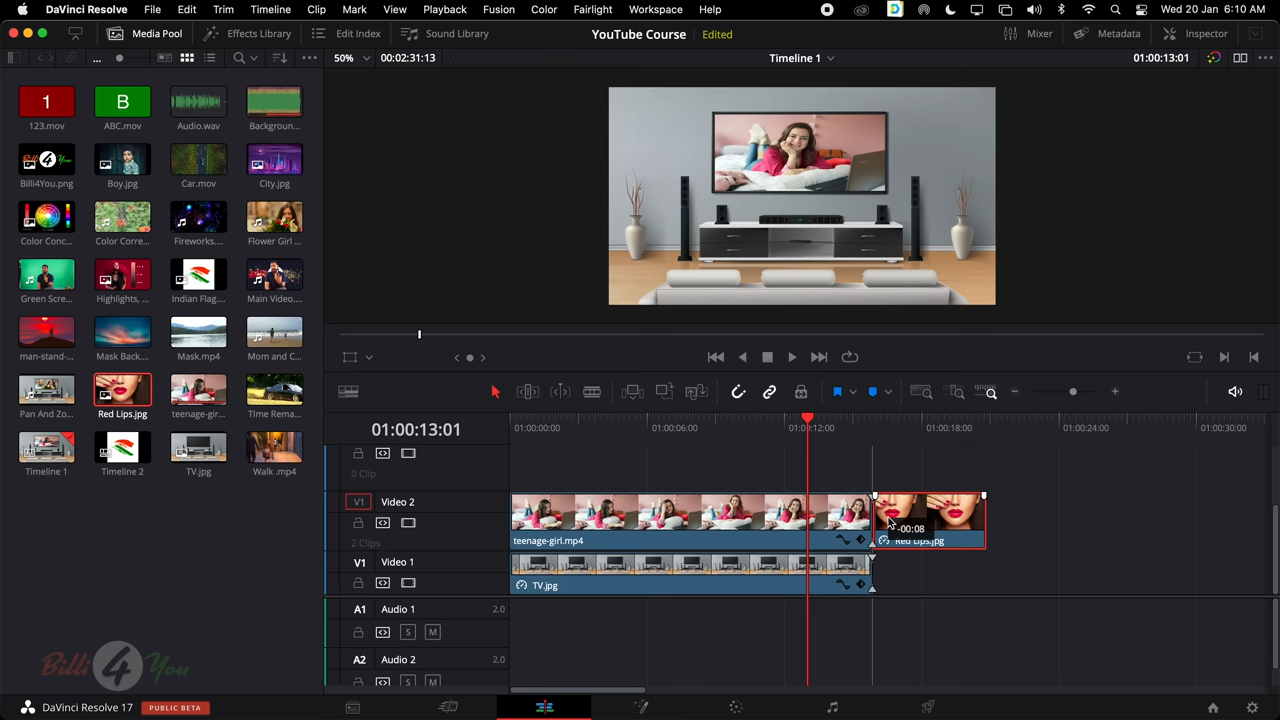 DaVinci Resolve File Edit Trim Timeline Clip Mark View Playback Fusion Color Fairlight Workspace Help Wed 20 Jan 6:10 AM
Media Pool Effects Library Edit Index Sound Library YouTube Course Edited Mixer Metadata Inspector
... 50% 00:02:31:13 Timeline 1 01:00:13:01
1 B
123.mov ABC.mov Audio.wav Backgroun...
Billi 4 You
Billi4You.png Boy.jpg Car.mov City.jpg
Color Conc... Color Corre... Fireworks.... Flower Girl ...
Green Scre... Highlights, ... Indian Flag.... Main Video....
man-stand-... Mask Back.... Mask.mp4 Mom and C...
Pan And Zo... Red Lips.jpg teenage-gir... TIme Rema...
Timeline 1 Timeline 2 TV.jpg Walk .mp4
01:00:13:01 01:00:00:00 01:00:06:00 01:00:12:00 01:00:18:00 01:00:24:00 01:00:30:00
0 Clip
V1 Video 2
-00:08
2 Clips teenage-girl.mp4 Red Lips.jpg
V1 Video 1
TV.jpg
A1 Audio 1 2.0
S M
A2 Audio 2 2.0
S M
Billi 4 You
DaVinci Resolve 17 PUBLIC BETA